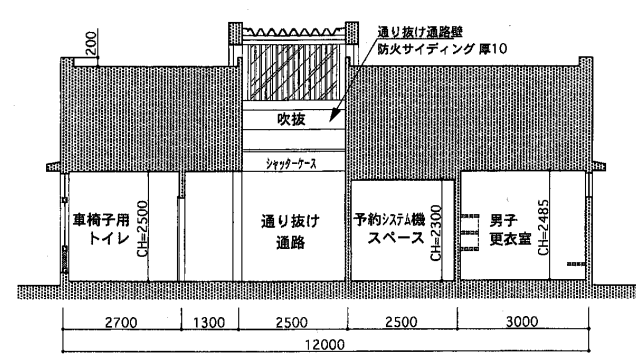 200
通り抜け通路壁
防火サイディング 厚10
吹抜
シャッターケース
車椅子用
トイレ
CH=2500
通り抜け
通路
予約システム機
スペース
CH=2300
男子
更衣室
CH=2485
2700
1300
2500
2500
3000
12000